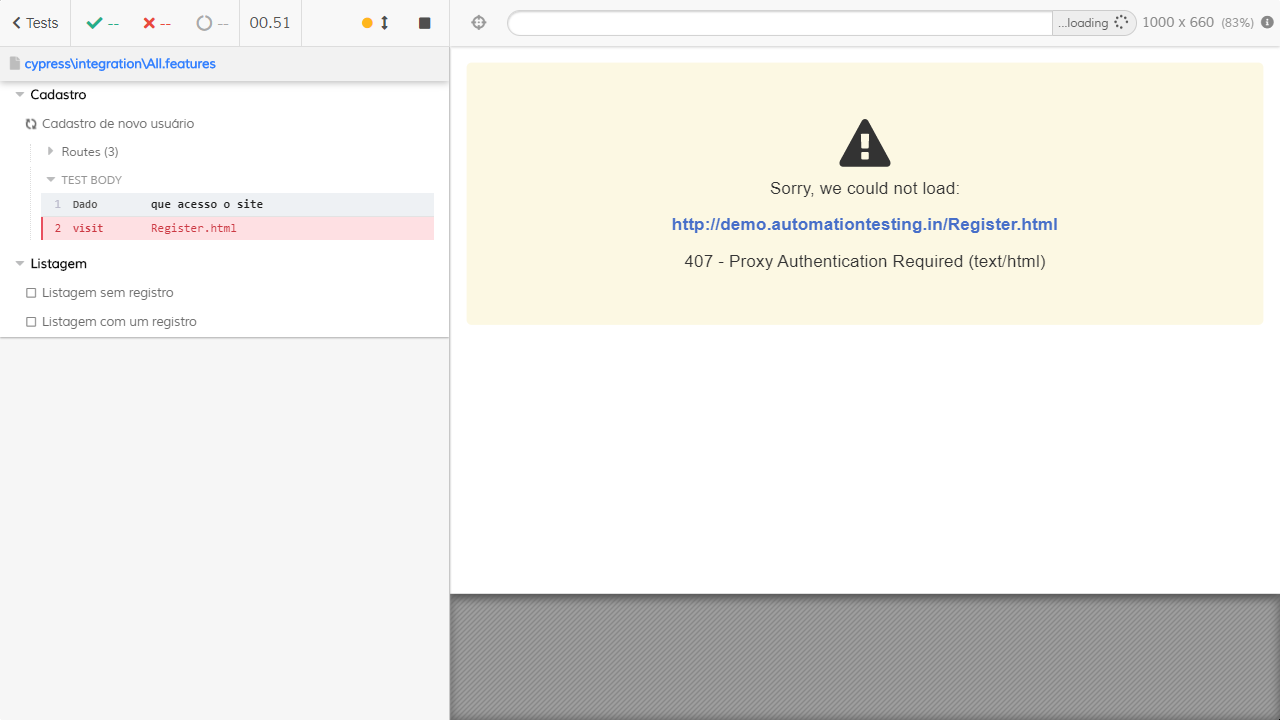 Tests -- -- -- 00.51
...loading 1000 x 660 (83%)
cypress\integration\All.features
Cadastro
Cadastro de novo usuário
Routes (3)
TEST BODY
1 Dado que acesso o site
2 visit Register.html
Listagem
Listagem sem registro
Listagem com um registro
Sorry, we could not load:
http://demo.automationtesting.in/Register.html
407 - Proxy Authentication Required (text/html)